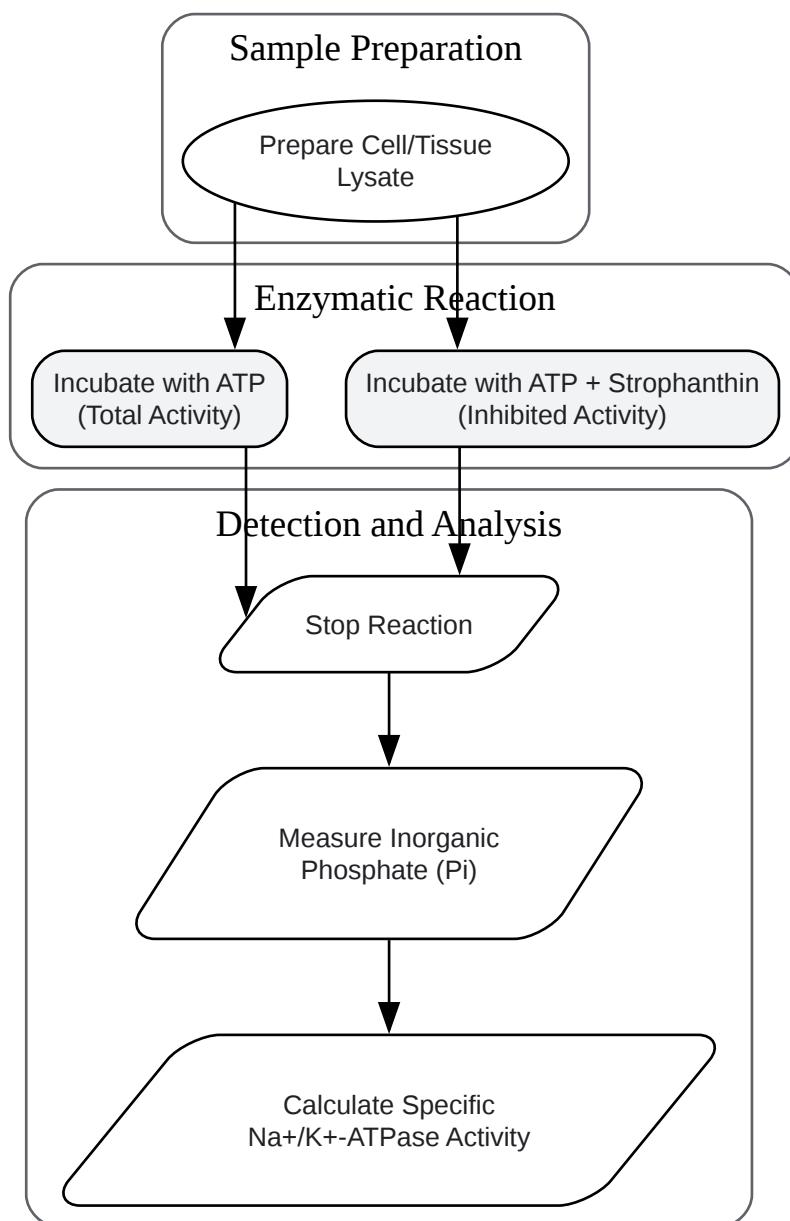 Sample Preparation
Prepare Cell/Tissue
Lysate
Enzymatic Reaction
Incubate with ATP
(Total Activity)
Incubate with ATP + Strophanthin
(Inhibited Activity)
Detection and Analysis
Stop Reaction
Measure Inorganic
Phosphate (Pi)
Calculate Specific
Na+/K+-ATPase Activity